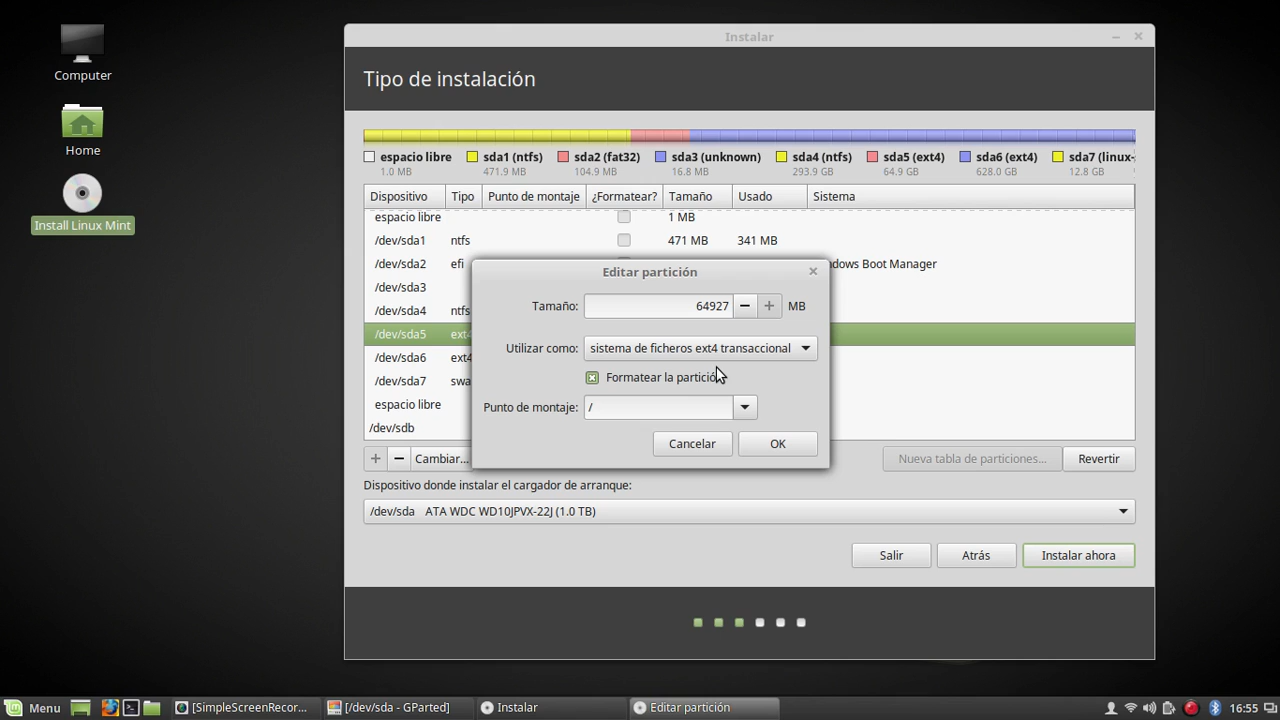 Computer
Home
Install Linux Mint
Instalar
Tipo de instalación
espacio libre sda1 (ntfs) sda2 (fat32) sda3 (unknown) sda4 (ntfs) sda5 (ext4) sda6 (ext4) sda7 (linux-
1.0 MB 471.9 MB 104.9 MB 16.8 MB 293.9 GB 64.9 GB 628.0 GB 12.8 GB
Dispositivo Tipo Punto de montaje ¿Formatear? Tamaño Usado Sistema
espacio libre 1 MB
/dev/sda1 ntfs 471 MB 341 MB
/dev/sda2 efi dows Boot Manager
/dev/sda3
/dev/sda4 ntf
/dev/sda5 ext4
/dev/sda6 ext4
/dev/sda7 swa
espacio libre
/dev/sdb
Editar partición
Tamaño: 64927 MB
Utilizar como: sistema de ficheros ext4 transaccional
Formatear la partición
Punto de montaje: /
Cancelar OK
+ − Cambiar... Nueva tabla de particiones... Revertir
Dispositivo donde instalar el cargador de arranque:
/dev/sda ATA WDC WD10JPVX-22J (1.0 TB)
Salir Atrás Instalar ahora
Menu [SimpleScreenRecor... [/dev/sda - GParted] Instalar Editar partición 16:55